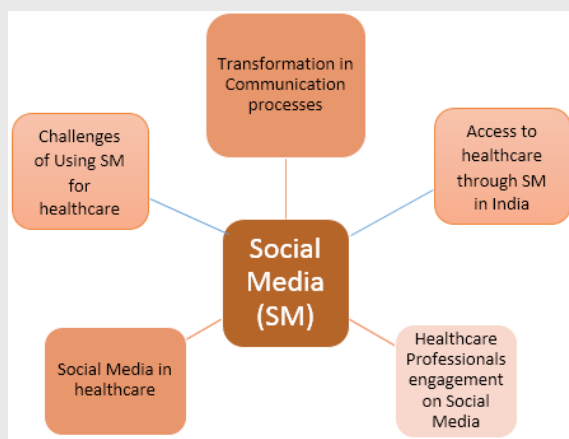 Transformation in
Communication
processes
Challenges
of Using SM
for
healthcare
Access to
healthcare
through SM
in India
Social
Media
(SM)
Social Media in
healthcare
Healthcare
Professionals
engagement
on Social
Media